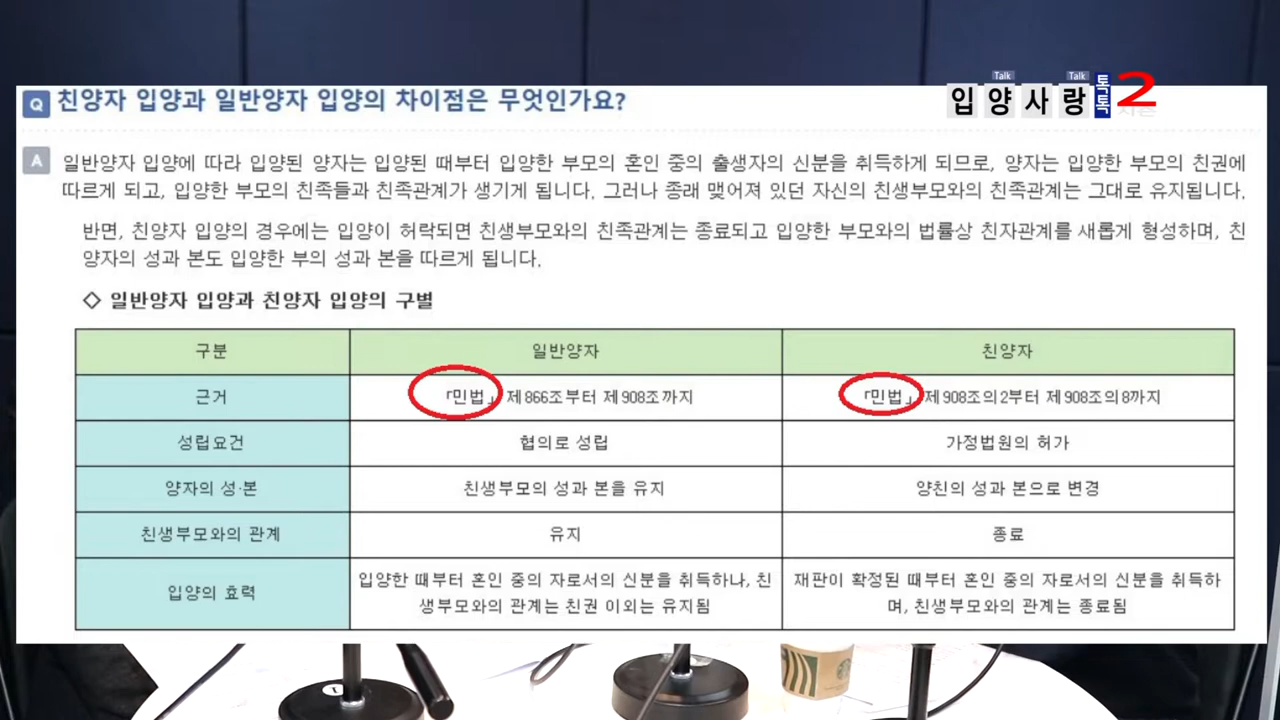 Talk Talk
입양사랑 톡톡 2
Q 친양자 입양과 일반양자 입양의 차이점은 무엇인가요?
A 일반양자 입양에 따라 입양된 양자는 입양된 때부터 입양한 부모의 혼인 중의 출생자의 신분을 취득하게 되므로, 양자는 입양한 부모의 친권에
따르게 되고, 입양한 부모의 친족들과 친족관계가 생기게 됩니다. 그러나 종래 맺어져 있던 자신의 친생부모와의 친족관계는 그대로 유지됩니다.
반면, 친양자 입양의 경우에는 입양이 허락되면 친생부모와의 친족관계는 종료되고 입양한 부모와의 법률상 친자관계를 새롭게 형성하며, 친
양자의 성과 본도 입양한 부의 성과 본을 따르게 됩니다.
◇ 일반양자 입양과 친양자 입양의 구별
구분 일반양자 친양자
근거 「민법」 제866조부터 제908조까지 「민법」 제908조의2부터 제908조의8까지
성립요건 협의로 성립 가정법원의 허가
양자의 성·본 친생부모의 성과 본을 유지 양친의 성과 본으로 변경
친생부모와의 관계 유지 종료
입양의 효력 입양한 때부터 혼인 중의 자로서의 신분을 취득하나, 친 재판이 확정된 때부터 혼인 중의 자로서의 신분을 취득하
생부모와의 관계는 친권 이외는 유지됨 며, 친생부모와의 관계는 종료됨
1